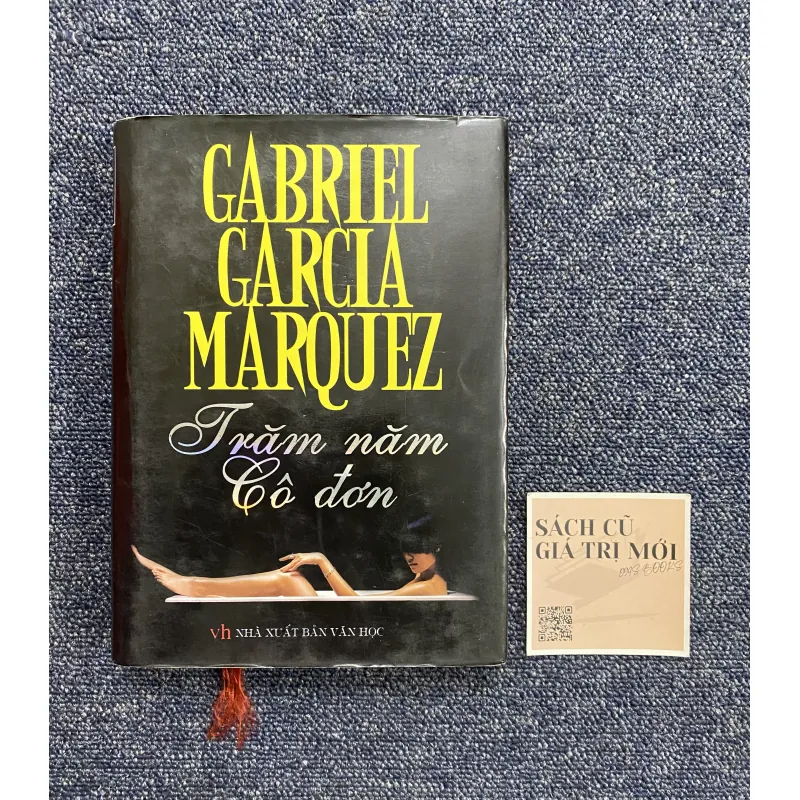 GABRIEL
GARCIA
MARQUEZ
Trăm năm
Cô đơn
vh NHÀ XUẤT BẢN VĂN HỌC
SÁCH CŨ
GIÁ TRỊ MỚI